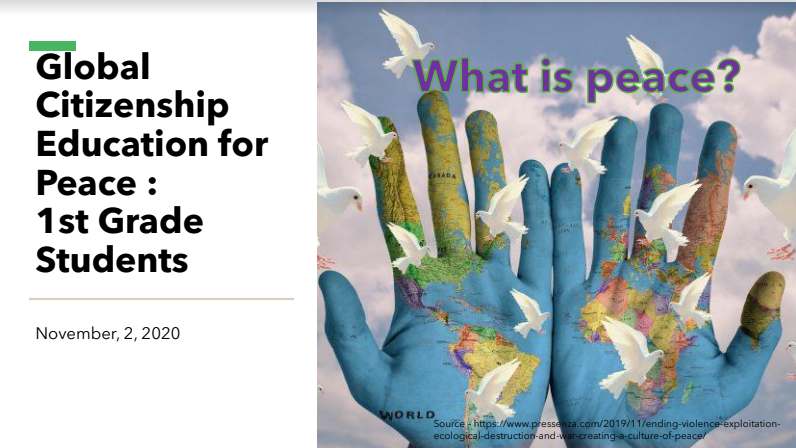 Global
Citizenship
Education for
Peace :
1st Grade
Students
November, 2, 2020
What is peace?
CANADA
WORLD
Source - https://www.pressenza.com/2019/11/ending-violence-exploitation-
ecological-destruction-and-war-creating-a-culture-of-peace/